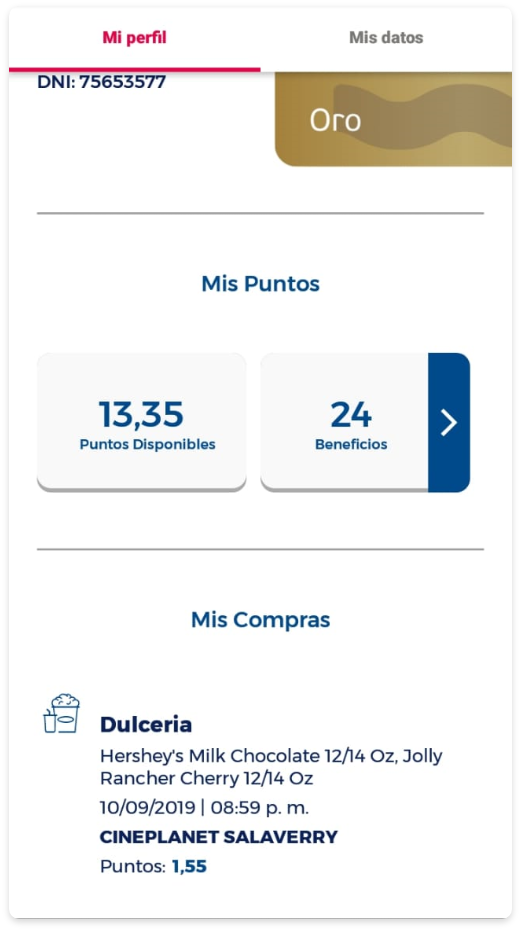 Mi perfil
Mis datos
DNI: 75653577
Oro
Mis Puntos
13,35
Puntos Disponibles
24
Beneficios
Mis Compras
Dulceria
Hershey's Milk Chocolate 12/14 Oz, Jolly
Rancher Cherry 12/14 Oz
10/09/2019 | 08:59 p. m.
CINEPLANET SALAVERRY
Puntos: 1,55